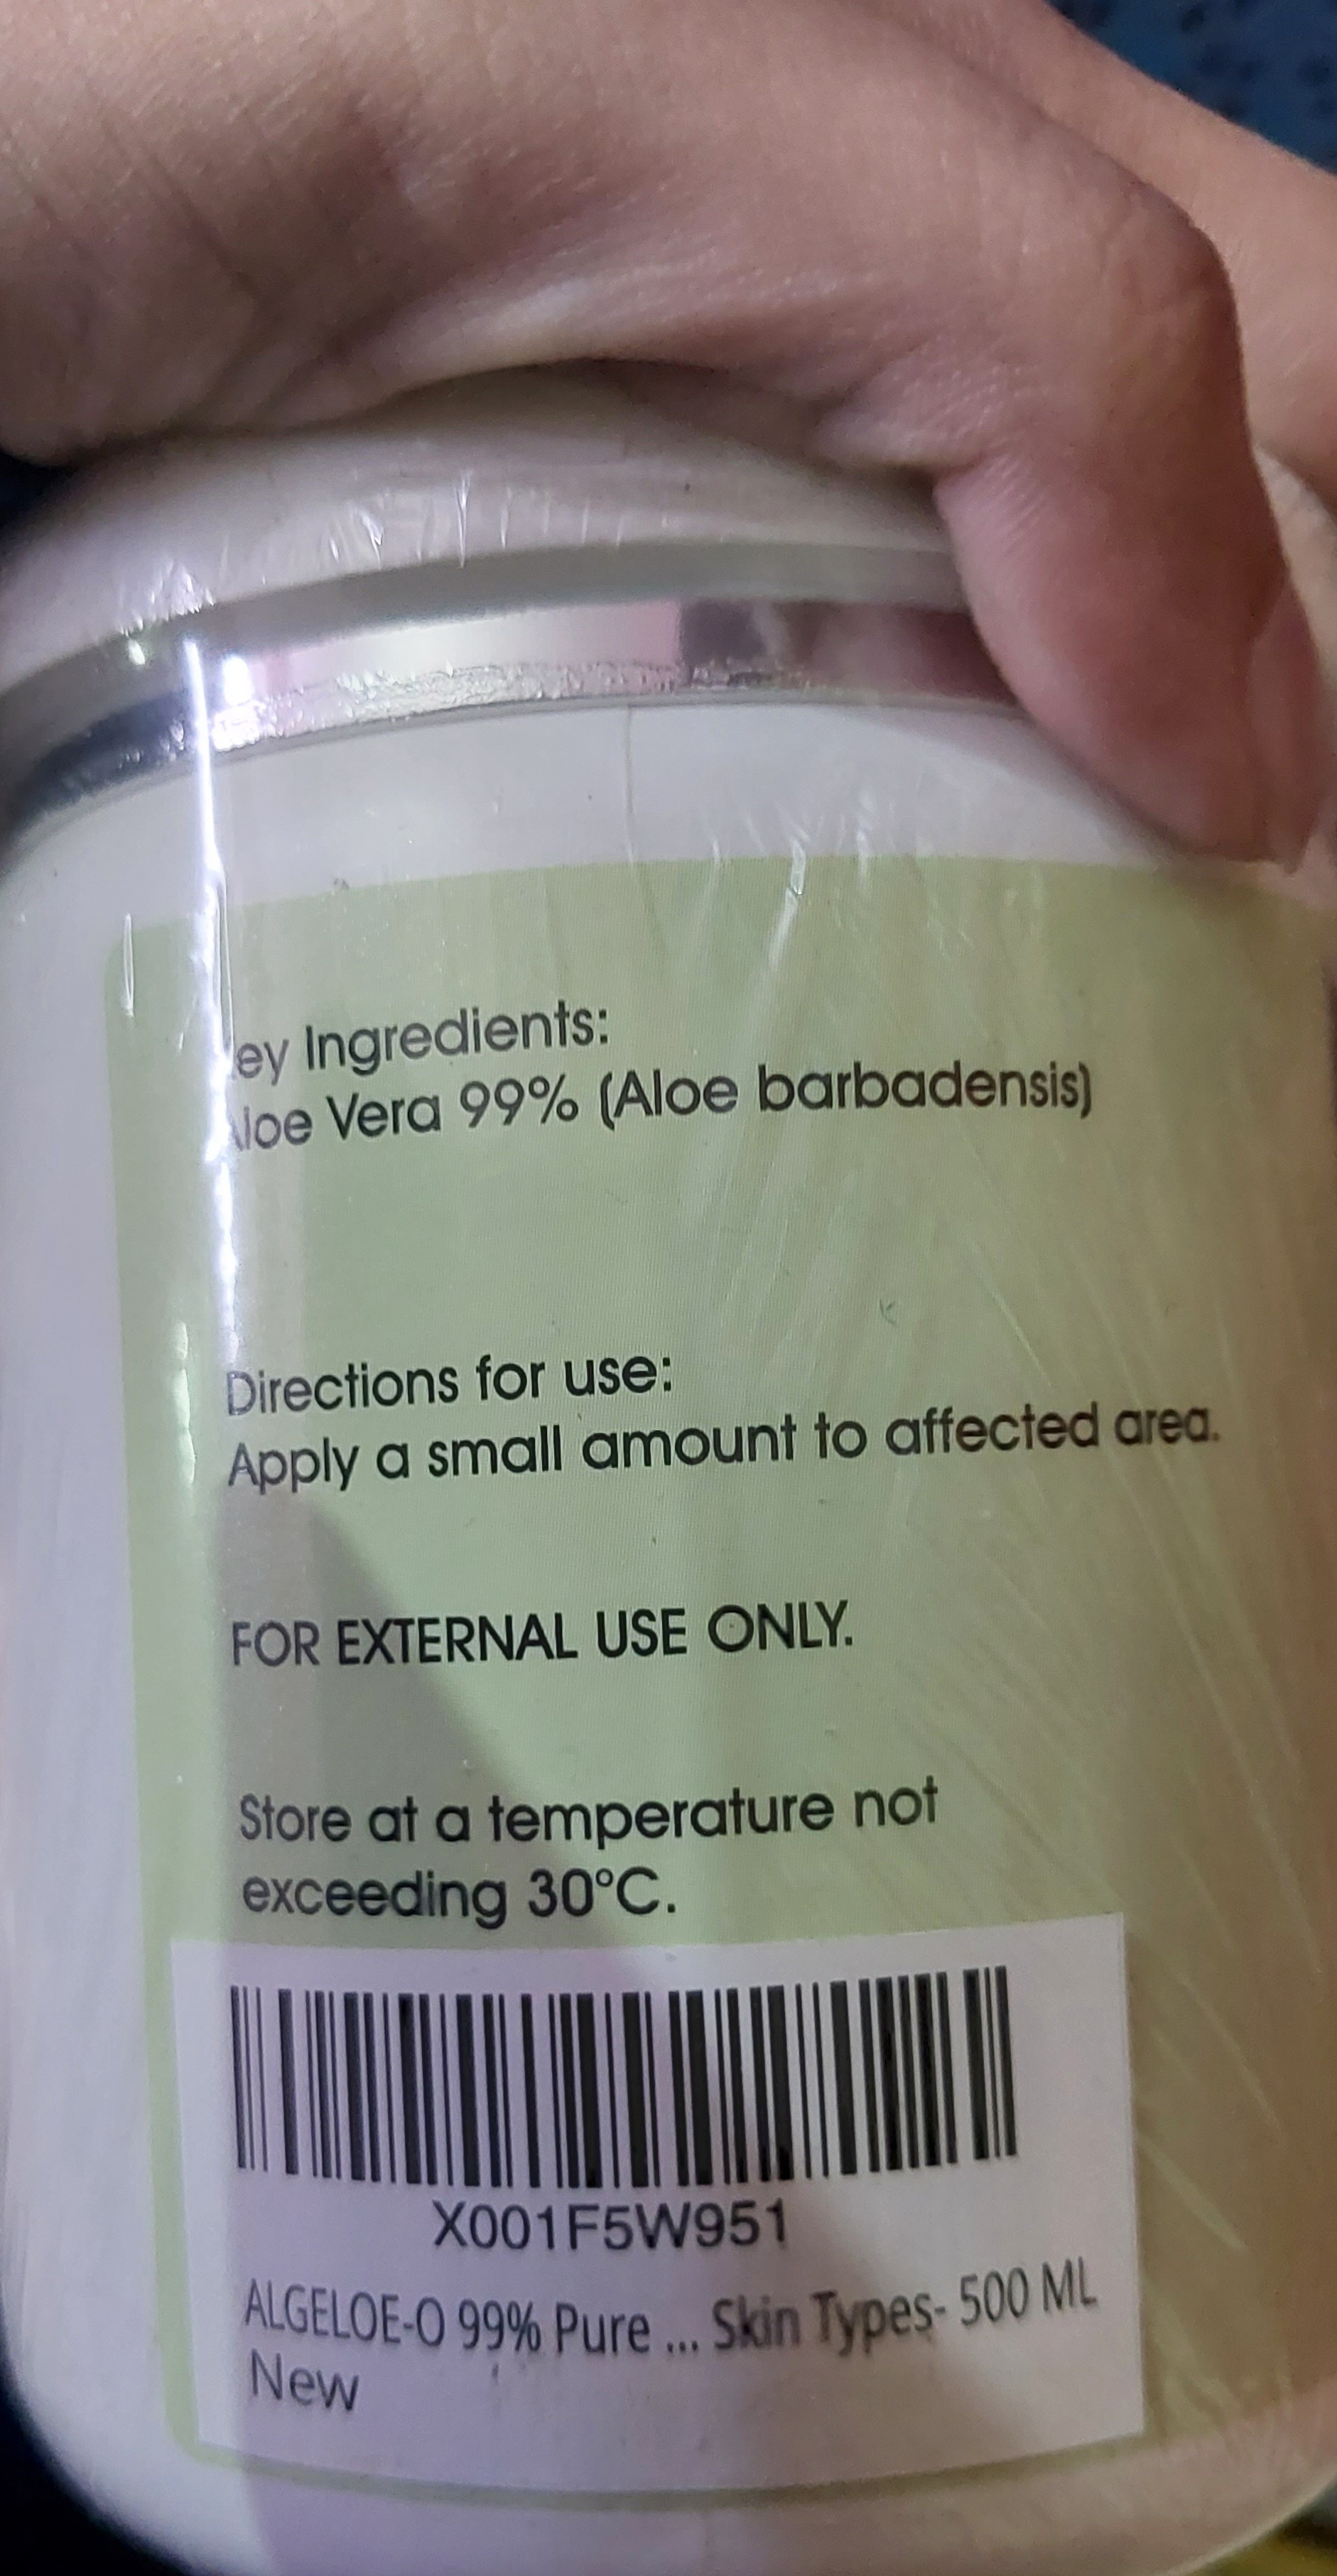 ey Ingredients:
loe Vera 99% (Aloe barbadensis)
Directions for use:
Apply a small amount to affected area.
FOR EXTERNAL USE ONLY.
Store at a temperature not
exceeding 30°C.
X001F5W951
ALGELOE-O 99% Pure ... Skin Types- 500 ML
New